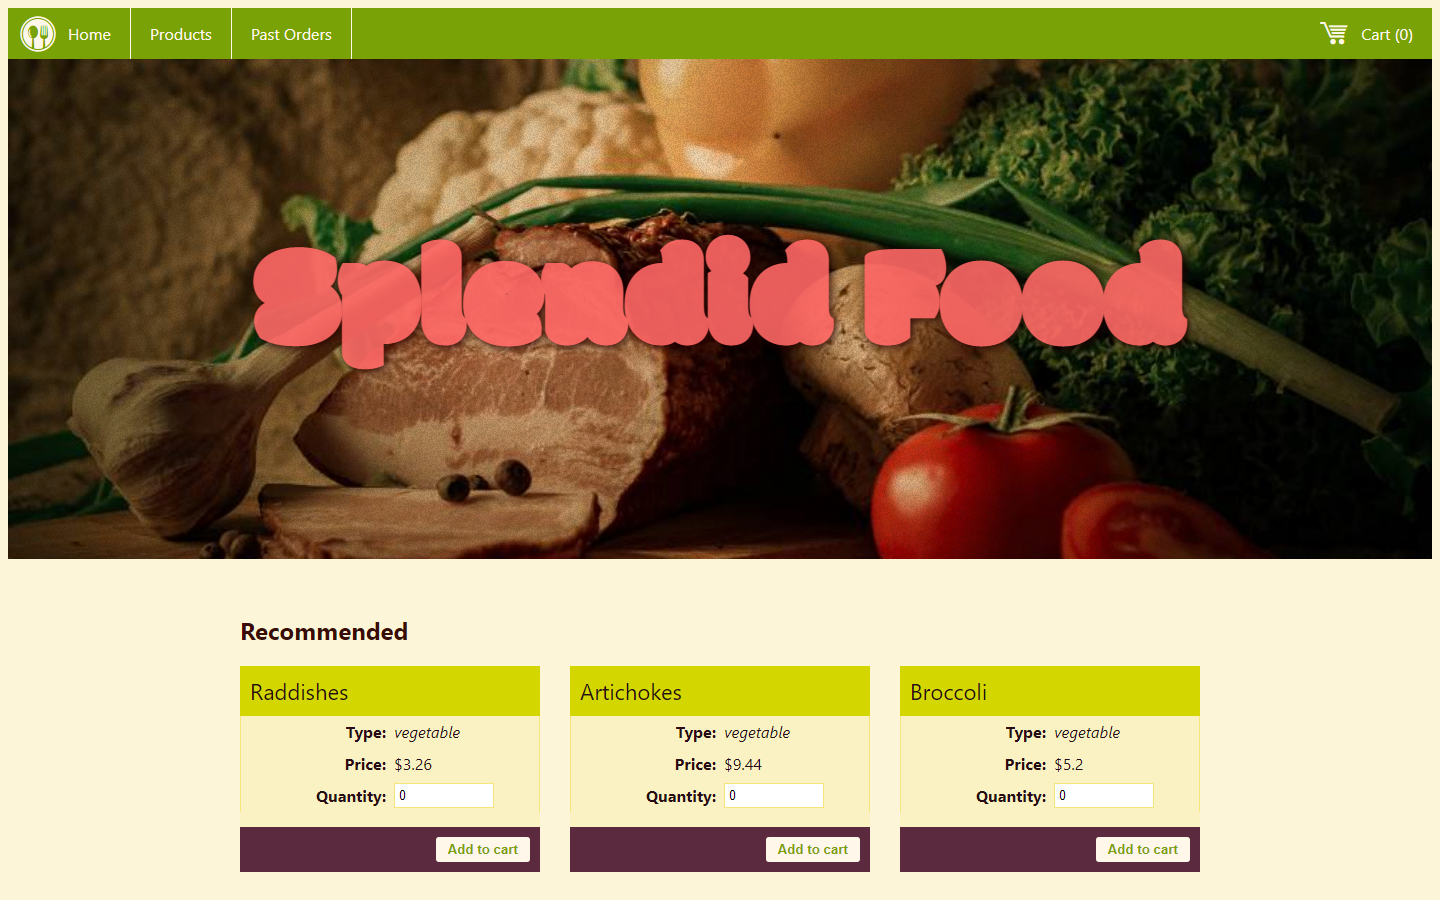 Home Products Past Orders Cart (0)
Splendid Food
Recommended
Raddishes Artichokes Broccoli
Type: vegetable Type: vegetable Type: vegetable
Price: $3.26 Price: $9.44 Price: $5.2
Quantity: 0 Quantity: 0 Quantity: 0
Add to cart Add to cart Add to cart